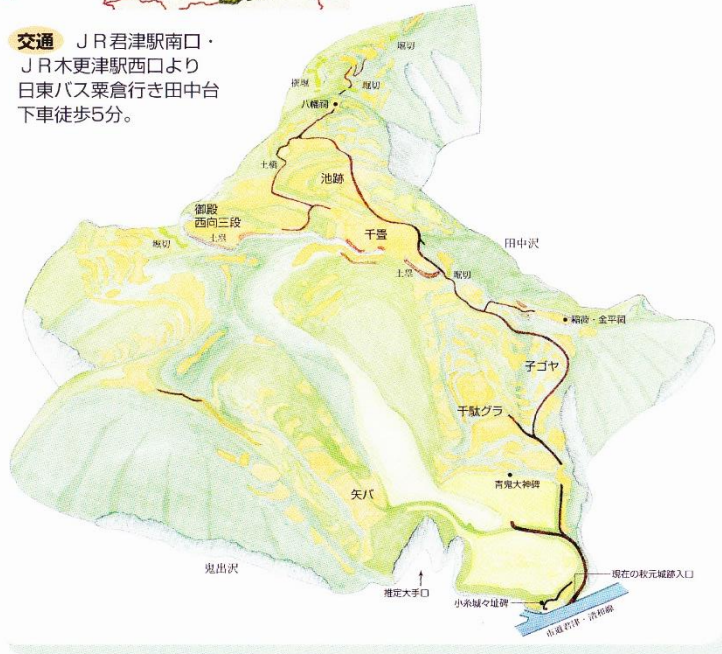 交通 JR君津駅南口・
JR木更津駅西口より
日東バス粟倉行き田中台
下車徒歩5分。
堀切
横堀
堀切
八幡祠
土橋
池跡
御殿
西向三段
土塁
堀切
千畳
田中沢
土塁
堀切
稲荷・金平祠
子ゴヤ
千駄グラ
青鬼大神碑
矢バ
鬼出沢
推定大手口
現在の秋元城跡入口
小糸城々址碑
市道君津・清和線